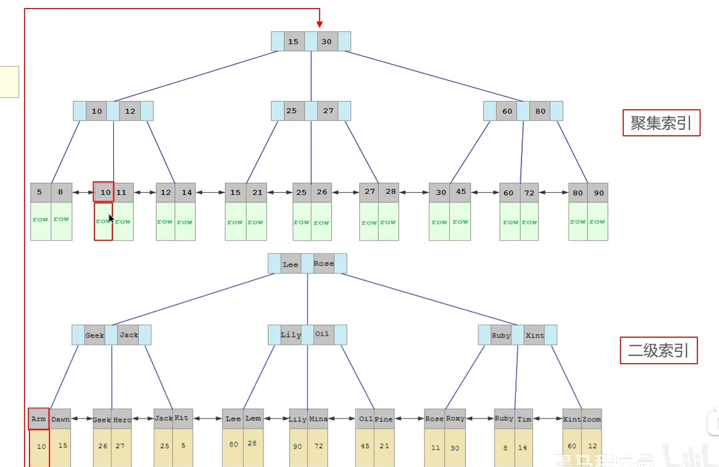 15 30
10 12
25 27
60 80
聚集索引
5 8 10 11 12 14 15 21 25 26 27 28 30 45 60 72 80 90
row row row row row row row row row row row row row row row row row row
Lee Rose
Geek Jack
Lily Oil
Ruby Xint
二级索引
Arm Dawn Geek Hero Jack Kit Lee Lem Lily Mina Oil Pine Rose Roxy Ruby Tim Xint Zoom
10 15 26 27 25 5 80 28 90 72 45 21 11 30 8 14 60 12